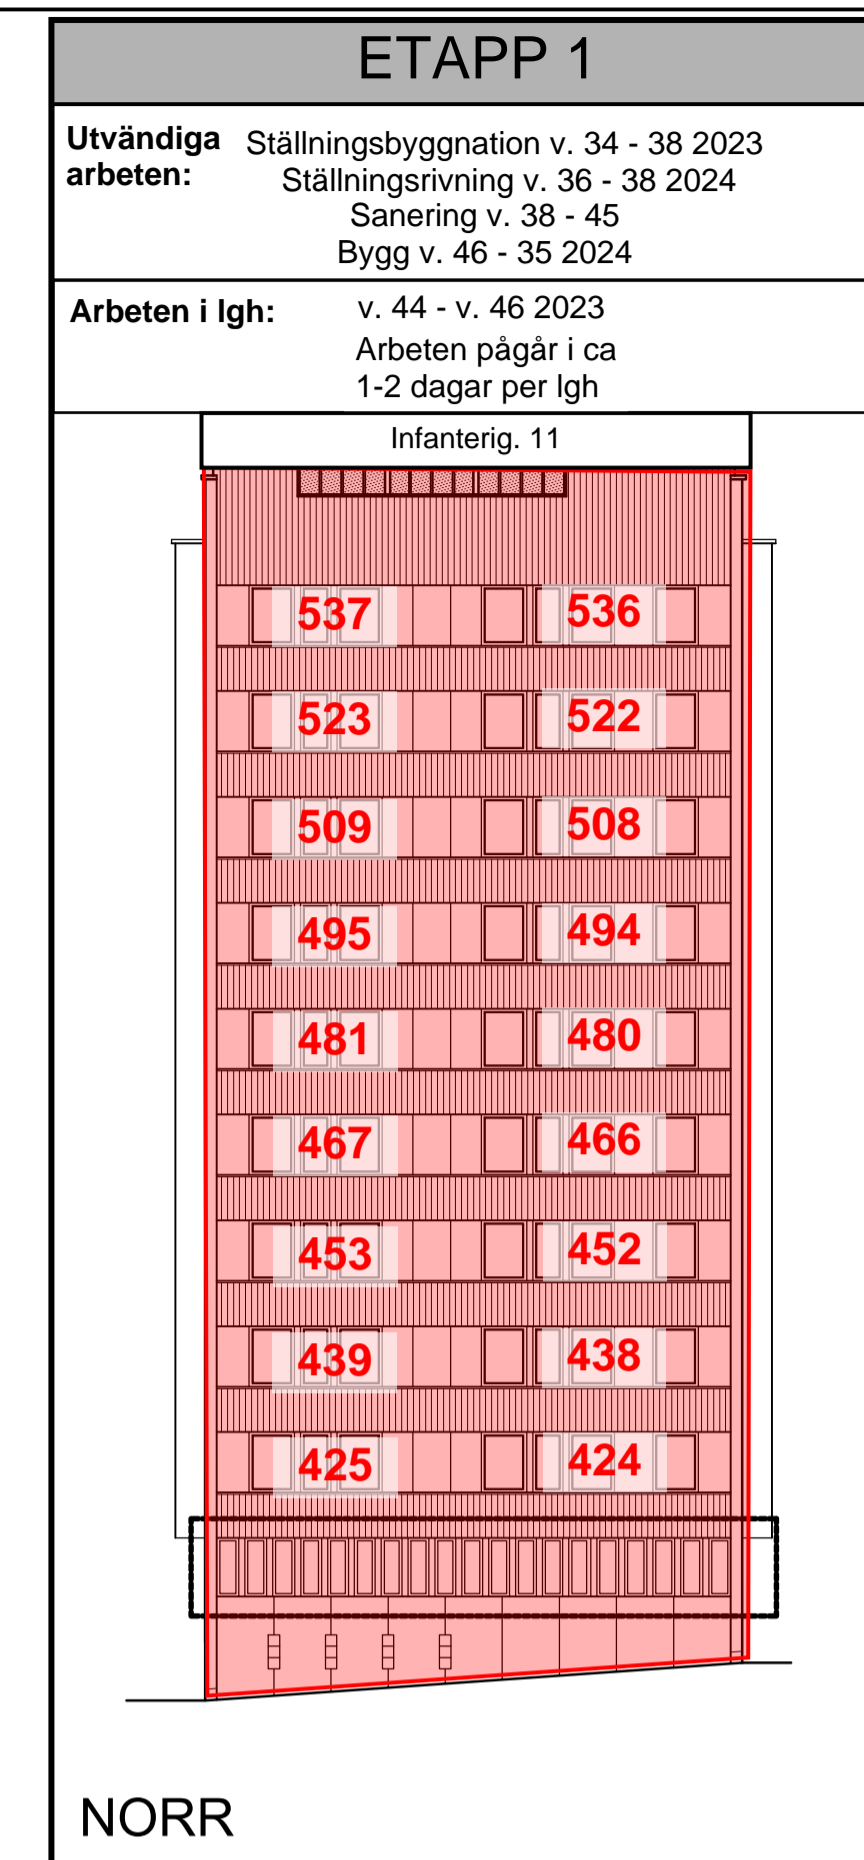 ETAPP 1
Utvändiga arbeten:
Ställningsbyggnation v. 34 - 38 2023
Ställningsrivning v. 36 - 38 2024
Sanering v. 38 - 45
Bygg v. 46 - 35 2024
Arbeten i lgh:
v. 44 - v. 46 2023
Arbeten pågår i ca
1-2 dagar per lgh
Infanterig. 11
537 536
523 522
509 508
495 494
481 480
467 466
453 452
439 438
425 424
NORR